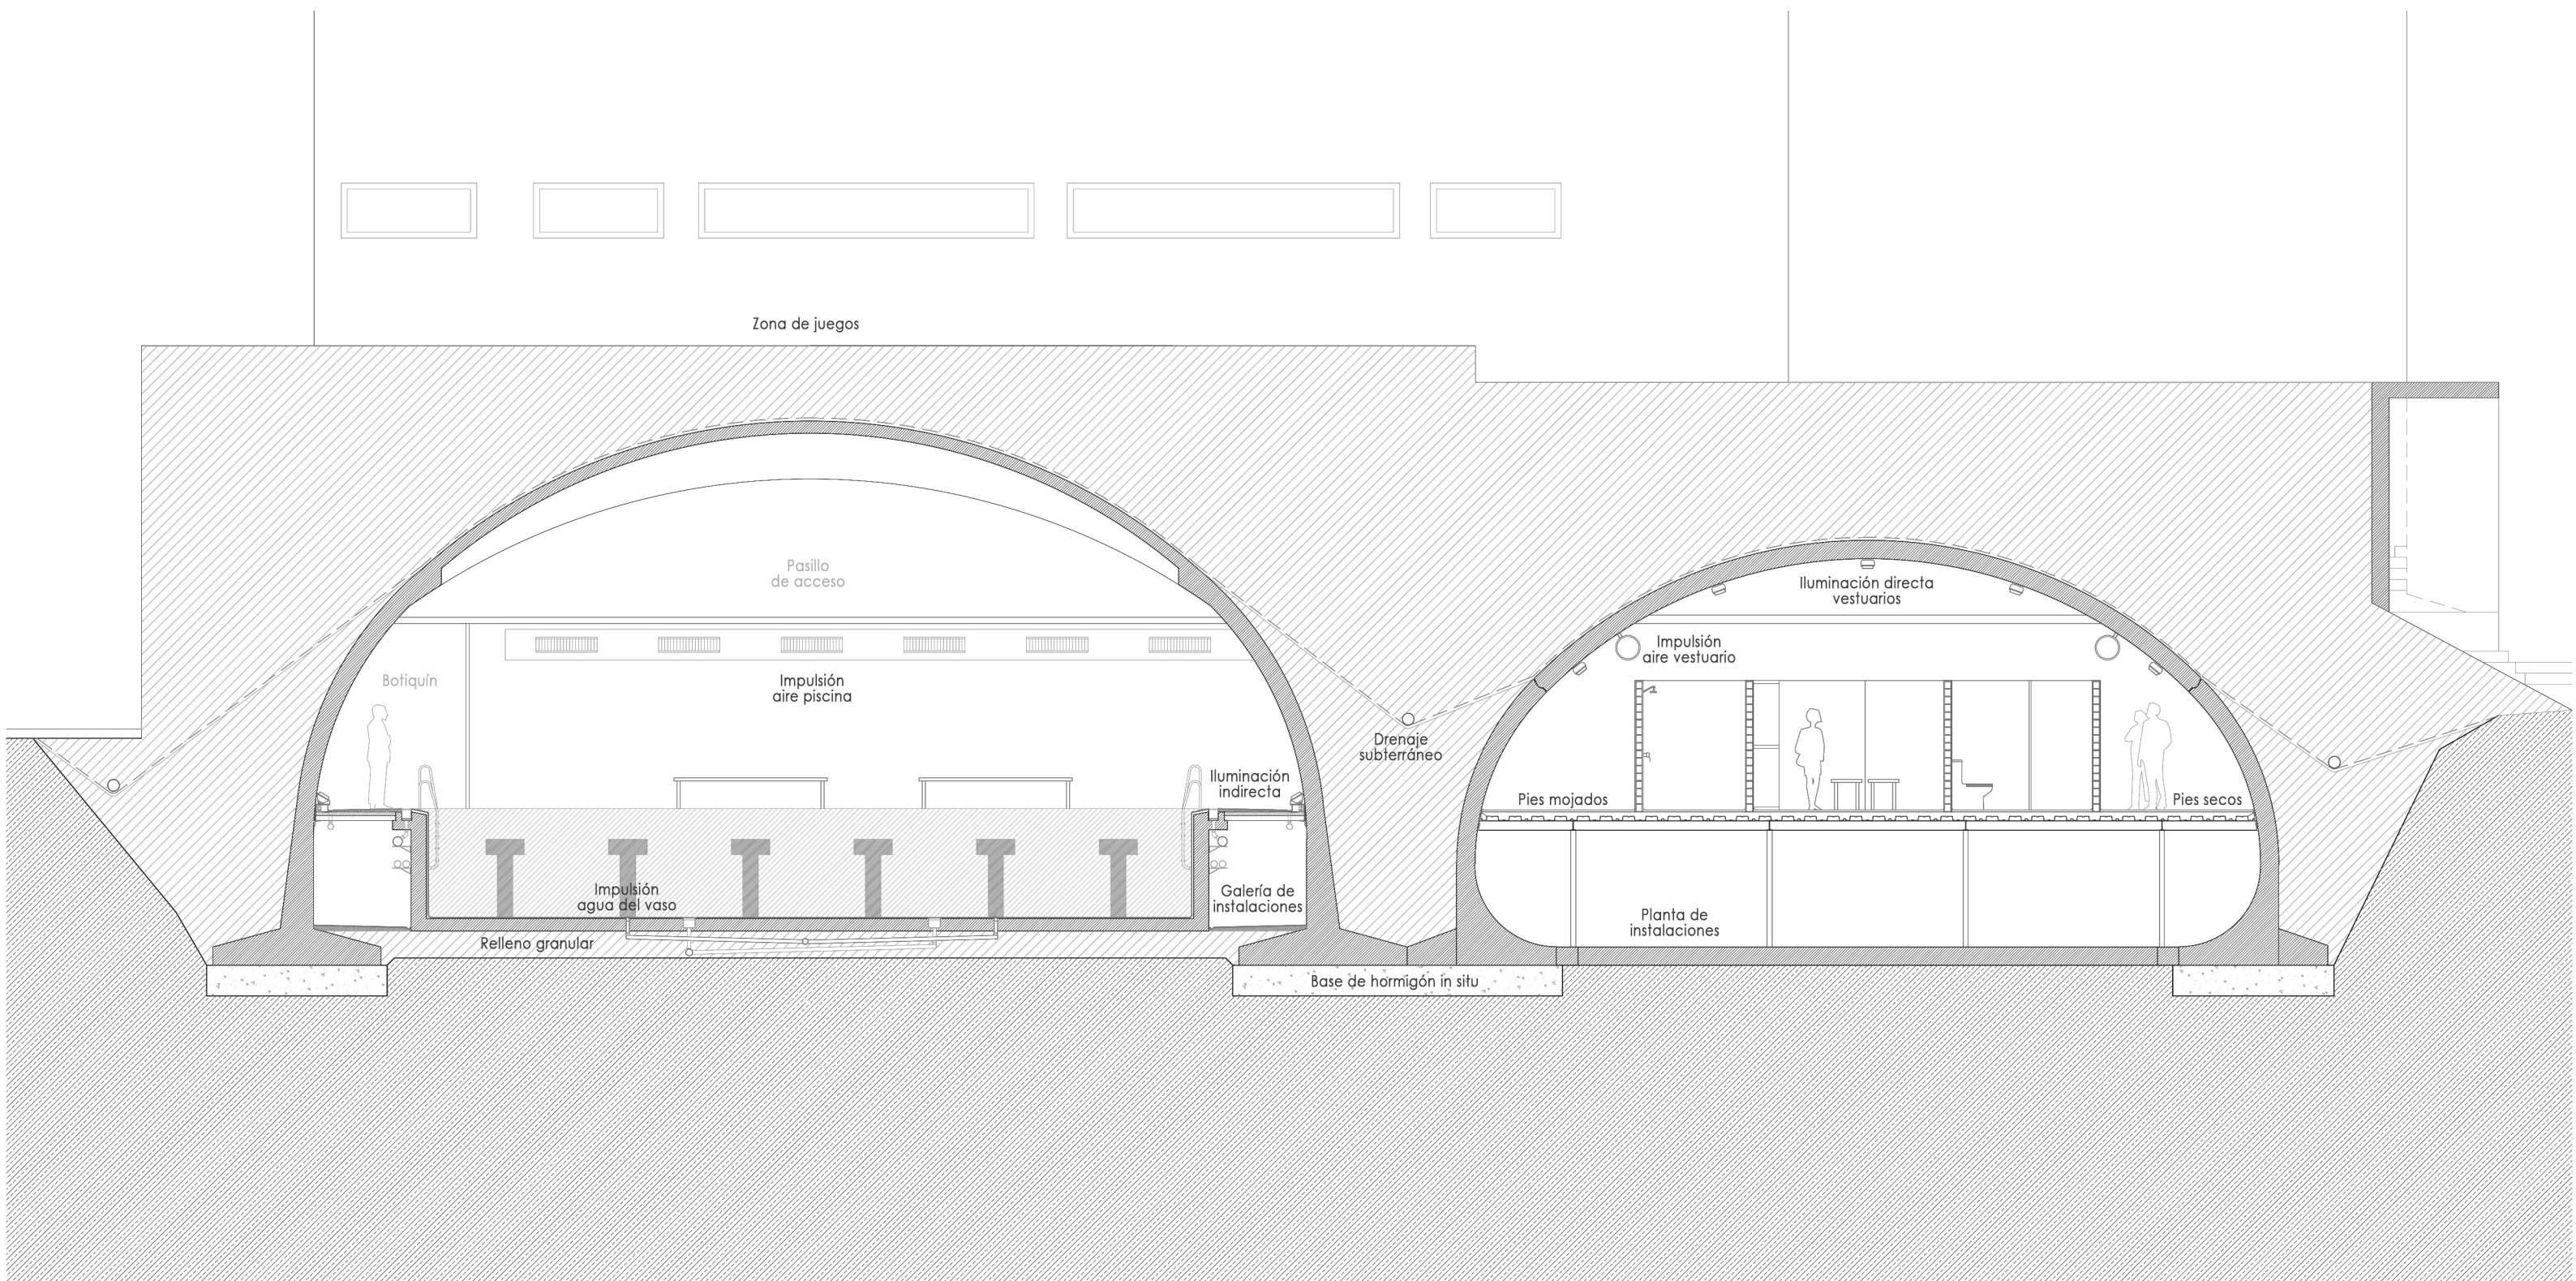 Zona de juegos
Pasillo
de acceso
Iluminación directa
vestuarios
Impulsión
aire vestuario
Botiquín
Impulsión
aire piscina
Drenaje
subterráneo
Iluminación
indirecta
Pies mojados
Pies secos
Impulsión
agua del vaso
Galería de
instalaciones
Planta de
instalaciones
Relleno granular
Base de hormigón in situ